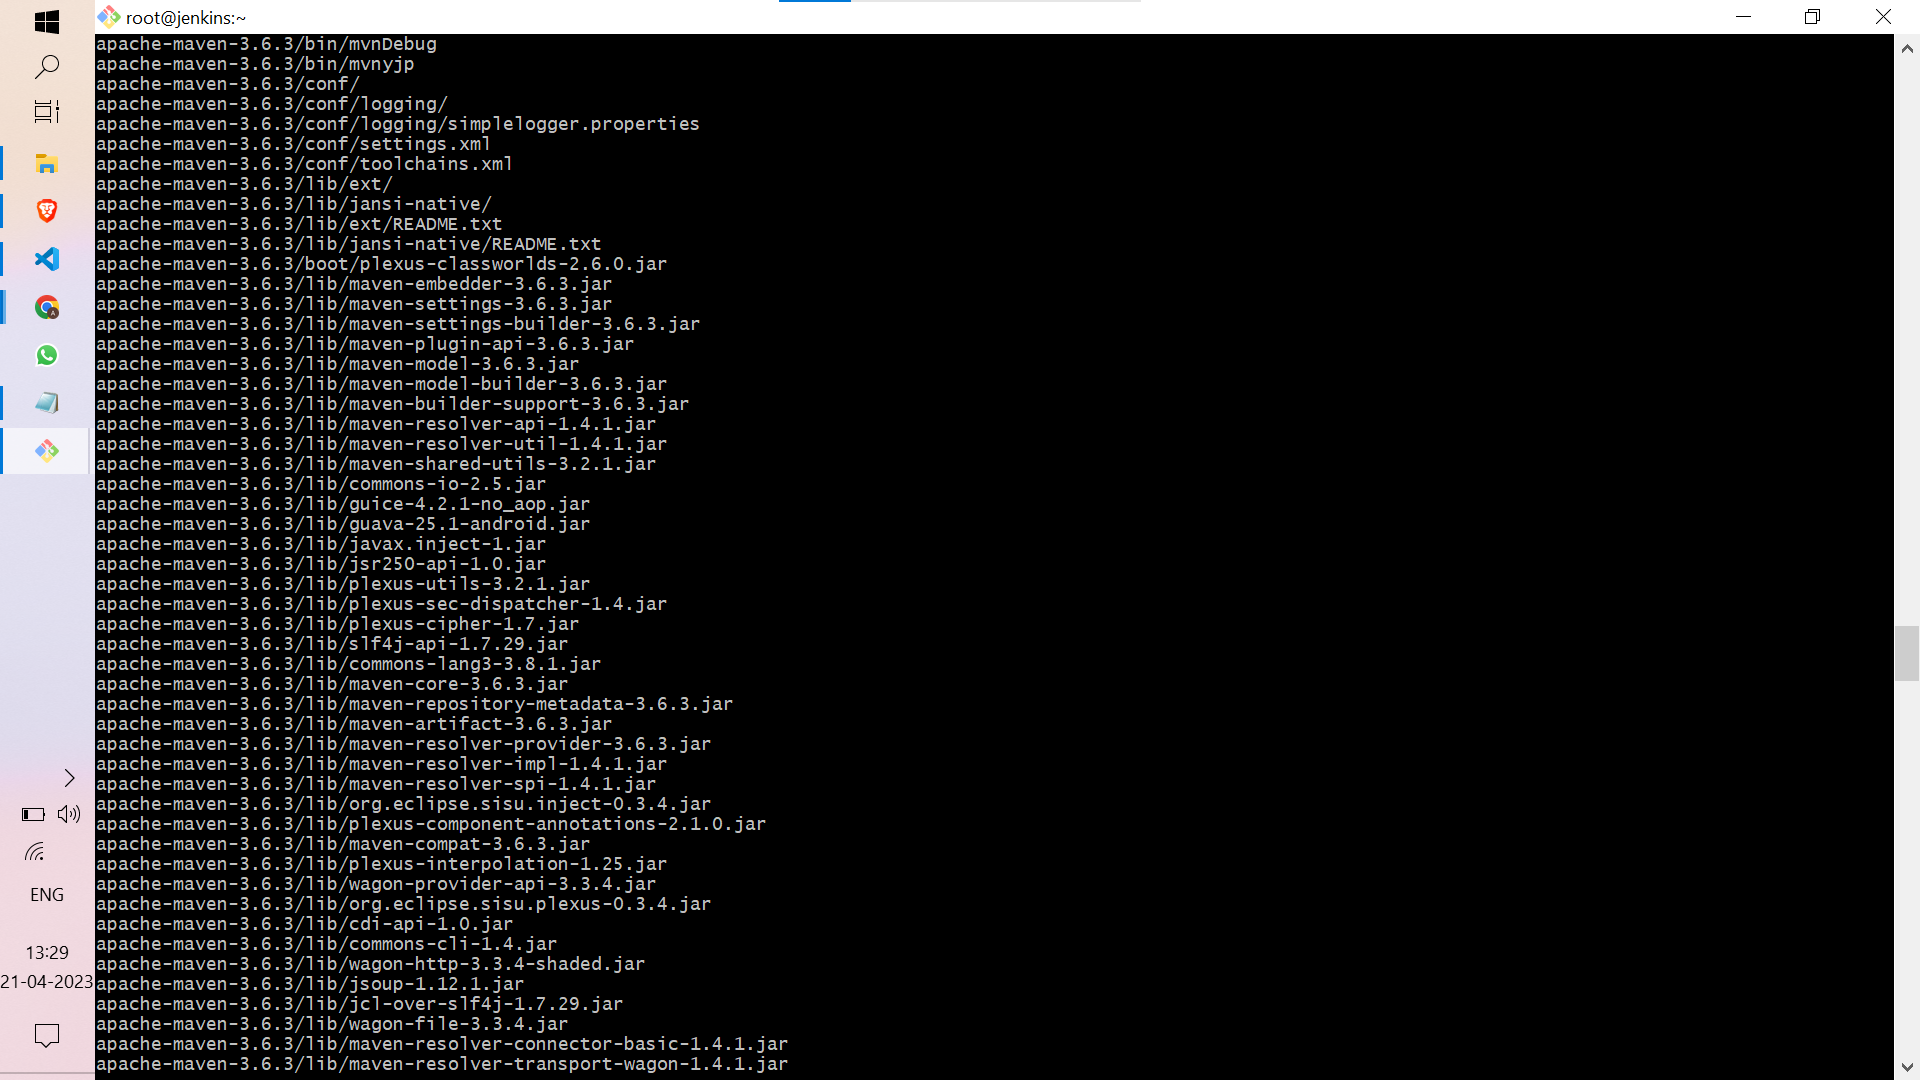 root@jenkins:~
apache-maven-3.6.3/bin/mvnDebug
apache-maven-3.6.3/bin/mvnyjp
apache-maven-3.6.3/conf/
apache-maven-3.6.3/conf/logging/
apache-maven-3.6.3/conf/logging/simplelogger.properties
apache-maven-3.6.3/conf/settings.xml
apache-maven-3.6.3/conf/toolchains.xml
apache-maven-3.6.3/lib/ext/
apache-maven-3.6.3/lib/jansi-native/
apache-maven-3.6.3/lib/ext/README.txt
apache-maven-3.6.3/lib/jansi-native/README.txt
apache-maven-3.6.3/boot/plexus-classworlds-2.6.0.jar
apache-maven-3.6.3/lib/maven-embedder-3.6.3.jar
apache-maven-3.6.3/lib/maven-settings-3.6.3.jar
apache-maven-3.6.3/lib/maven-settings-builder-3.6.3.jar
apache-maven-3.6.3/lib/maven-plugin-api-3.6.3.jar
apache-maven-3.6.3/lib/maven-model-3.6.3.jar
apache-maven-3.6.3/lib/maven-model-builder-3.6.3.jar
apache-maven-3.6.3/lib/maven-builder-support-3.6.3.jar
apache-maven-3.6.3/lib/maven-resolver-api-1.4.1.jar
apache-maven-3.6.3/lib/maven-resolver-util-1.4.1.jar
apache-maven-3.6.3/lib/maven-shared-utils-3.2.1.jar
apache-maven-3.6.3/lib/commons-io-2.5.jar
apache-maven-3.6.3/lib/guice-4.2.1-no_aop.jar
apache-maven-3.6.3/lib/guava-25.1-android.jar
apache-maven-3.6.3/lib/javax.inject-1.jar
apache-maven-3.6.3/lib/jsr250-api-1.0.jar
apache-maven-3.6.3/lib/plexus-utils-3.2.1.jar
apache-maven-3.6.3/lib/plexus-sec-dispatcher-1.4.jar
apache-maven-3.6.3/lib/plexus-cipher-1.7.jar
apache-maven-3.6.3/lib/slf4j-api-1.7.29.jar
apache-maven-3.6.3/lib/commons-lang3-3.8.1.jar
apache-maven-3.6.3/lib/maven-core-3.6.3.jar
apache-maven-3.6.3/lib/maven-repository-metadata-3.6.3.jar
apache-maven-3.6.3/lib/maven-artifact-3.6.3.jar
apache-maven-3.6.3/lib/maven-resolver-provider-3.6.3.jar
apache-maven-3.6.3/lib/maven-resolver-impl-1.4.1.jar
apache-maven-3.6.3/lib/maven-resolver-spi-1.4.1.jar
apache-maven-3.6.3/lib/org.eclipse.sisu.inject-0.3.4.jar
apache-maven-3.6.3/lib/plexus-component-annotations-2.1.0.jar
apache-maven-3.6.3/lib/maven-compat-3.6.3.jar
apache-maven-3.6.3/lib/plexus-interpolation-1.25.jar
apache-maven-3.6.3/lib/wagon-provider-api-3.3.4.jar
apache-maven-3.6.3/lib/org.eclipse.sisu.plexus-0.3.4.jar
apache-maven-3.6.3/lib/cdi-api-1.0.jar
apache-maven-3.6.3/lib/commons-cli-1.4.jar
apache-maven-3.6.3/lib/wagon-http-3.3.4-shaded.jar
apache-maven-3.6.3/lib/jsoup-1.12.1.jar
apache-maven-3.6.3/lib/jcl-over-slf4j-1.7.29.jar
apache-maven-3.6.3/lib/wagon-file-3.3.4.jar
apache-maven-3.6.3/lib/maven-resolver-connector-basic-1.4.1.jar
apache-maven-3.6.3/lib/maven-resolver-transport-wagon-1.4.1.jar
ENG
13:29
21-04-2023